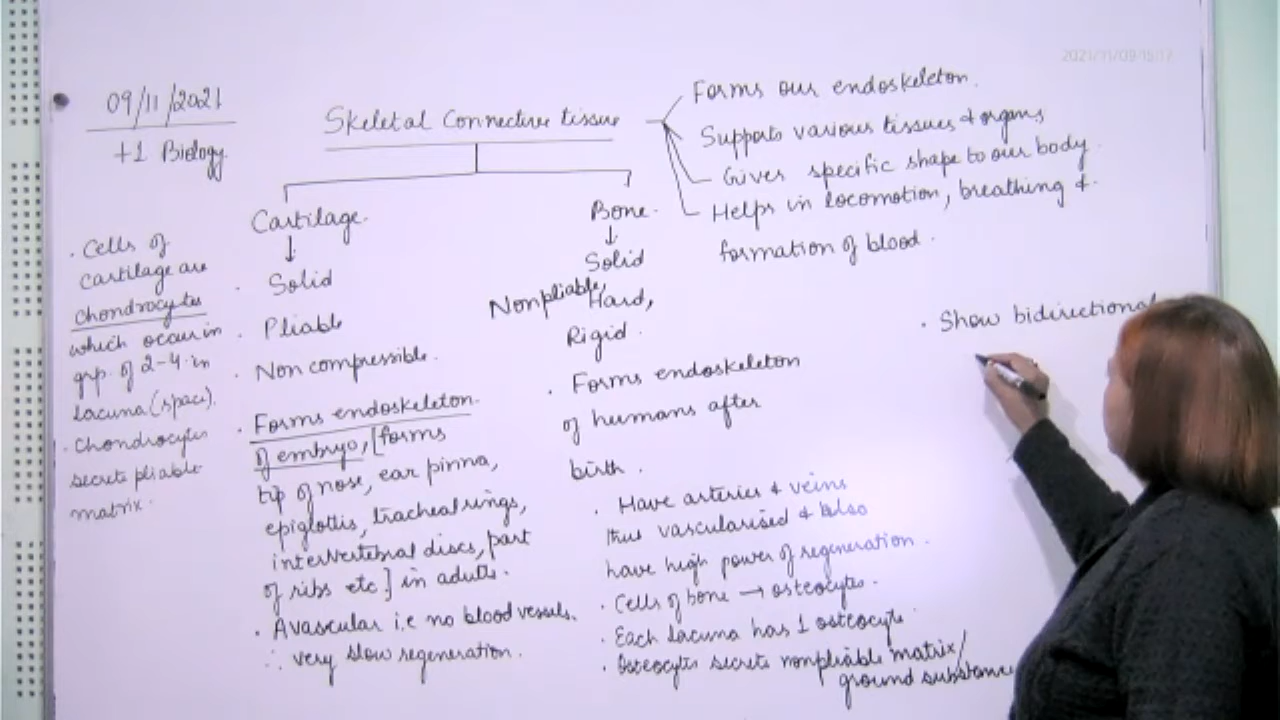 2021/11/09 15:17
09/11/2021
+1 Biology.
Skeletal Connective tissue
Forms our endoskeleton.
Supports various tissues & organs
Gives specific shape to our body.
Helps in locomotion, breathing &
formation of blood.
Cartilage.
· Solid
· Pliable
· Non compressible.
· Forms endoskeleton.
of embryo, [forms
tip of nose, ear pinna,
epiglottis, tracheal rings,
intervertebral discs, part
of ribs etc.] in adults.
· Avascular i.e no blood vessels.
∴ very slow regeneration.
· Cells of
cartilage are
chondrocytes
which occur in
grp. of 2-4 in
lacuna (space).
· Chondrocytes
secrete pliable
matrix.
Bone.
Solid
Nonpliable, Hard,
Rigid.
· Forms endoskeleton
of humans after
birth.
· Have arteries & veins
thus vascularised & also
have high power of regeneration.
· Cells of bone → osteocytes.
· Each lacuna has 1 osteocyte
· Osteocytes secrete nonpliable matrix/
ground substance
· Show bidirectional